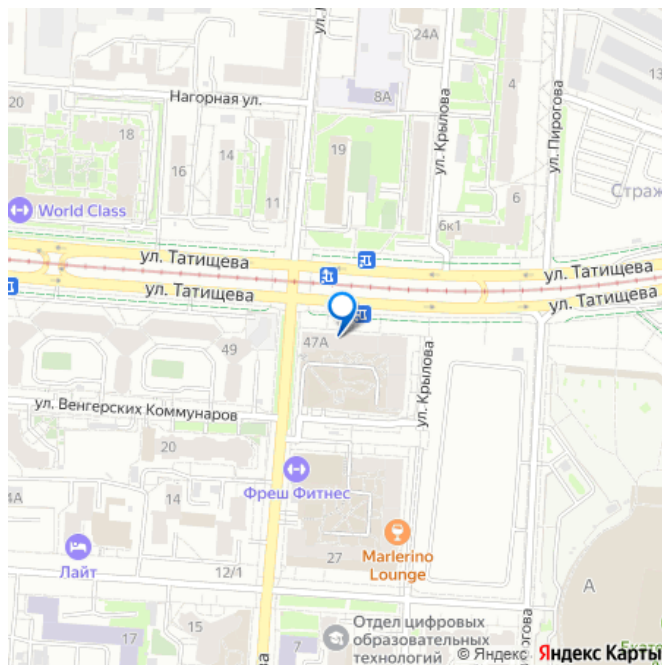 24А
13
4
Нагорная ул.
8А
20
18
19
14
16
11
ул. Крылова
ул. Пирогова
Страж
6
6к1
World Class
ул. Татищева
ул. Татищева
ул. Татищева
ул. Татищева
47А
49
ул. Крылова
ул. Венгерских Коммунаров
20
Фреш Фитнес
4А
14
27
Marlerino
Lounge
Лайт
12/1
А
17
15
7
Отдел цифровых
образовательных
технологий
© Яндекс
Яндекс Карты